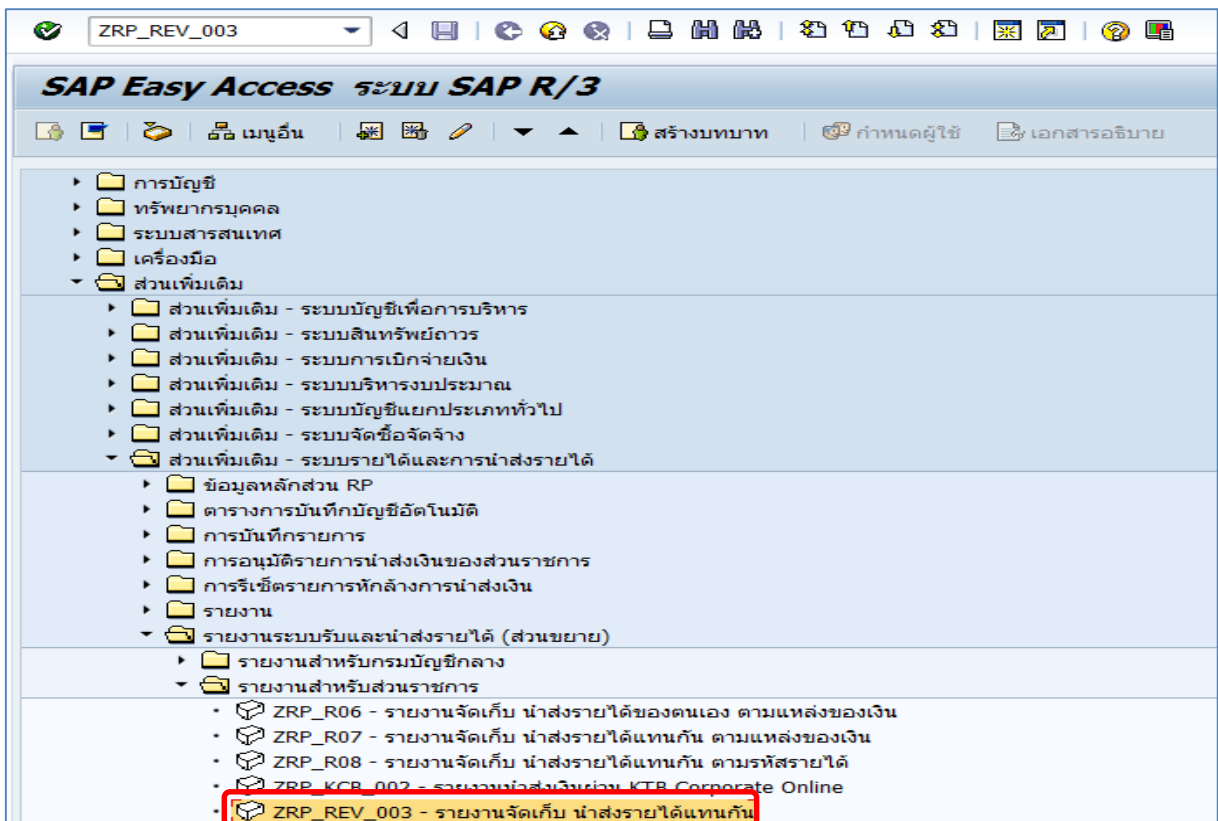 ZRP_REV_003
SAP Easy Access ระบบ SAP R/3
เมนูอื่น สร้างบทบาท กำหนดผู้ใช้ เอกสารอธิบาย
การบัญชี
ทรัพยากรบุคคล
ระบบสารสนเทศ
เครื่องมือ
ส่วนเพิ่มเติม
ส่วนเพิ่มเติม - ระบบบัญชีเพื่อการบริหาร
ส่วนเพิ่มเติม - ระบบสินทรัพย์ถาวร
ส่วนเพิ่มเติม - ระบบการเบิกจ่ายเงิน
ส่วนเพิ่มเติม - ระบบบริหารงบประมาณ
ส่วนเพิ่มเติม - ระบบบัญชีแยกประเภททั่วไป
ส่วนเพิ่มเติม - ระบบจัดซื้อจัดจ้าง
ส่วนเพิ่มเติม - ระบบรายได้และการนำส่งรายได้
ข้อมูลหลักส่วน RP
ตารางการบันทึกบัญชีอัตโนมัติ
การบันทึกรายการ
การอนุมัติรายการนำส่งเงินของส่วนราชการ
การรีเซ็ตรายการหักล้างการนำส่งเงิน
รายงาน
รายงานระบบรับและนำส่งรายได้ (ส่วนขยาย)
รายงานสำหรับกรมบัญชีกลาง
รายงานสำหรับส่วนราชการ
ZRP_R06 - รายงานจัดเก็บ นำส่งรายได้ของตนเอง ตามแหล่งของเงิน
ZRP_R07 - รายงานจัดเก็บ นำส่งรายได้แทนกัน ตามแหล่งของเงิน
ZRP_R08 - รายงานจัดเก็บ นำส่งรายได้แทนกัน ตามรหัสรายได้
ZRP_KCB_002 - รายงานนำส่งเงินผ่าน KTB Corporate Online
ZRP_REV_003 - รายงานจัดเก็บ นำส่งรายได้แทนกัน